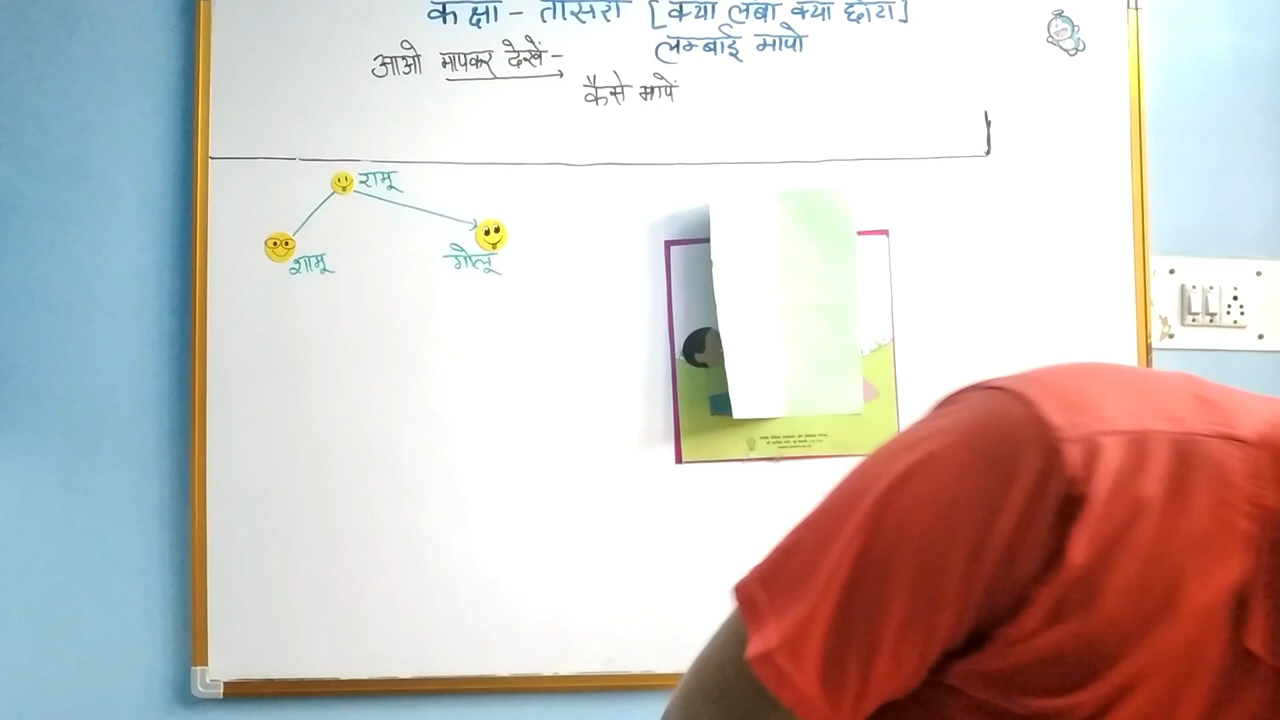 कक्षा - तीसरी [क्या लंबा क्या छोटा]
लम्बाई मापो
आओ मापकर देखें-
कैसे मापें
रामू
शामू
गोलू